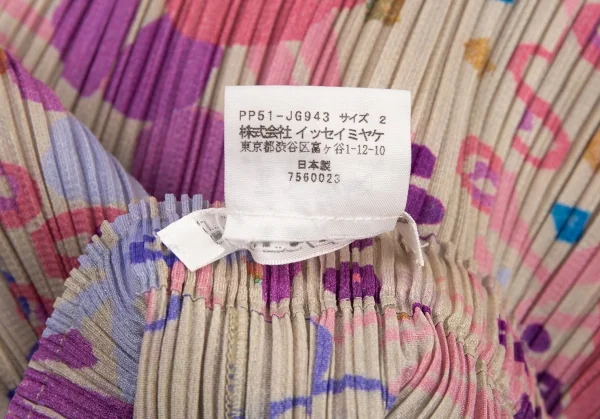 PP51-JG943 サイズ 2
株式会社 イッセイミヤケ
東京都渋谷区富ヶ谷1-12-10
日本製
7560023